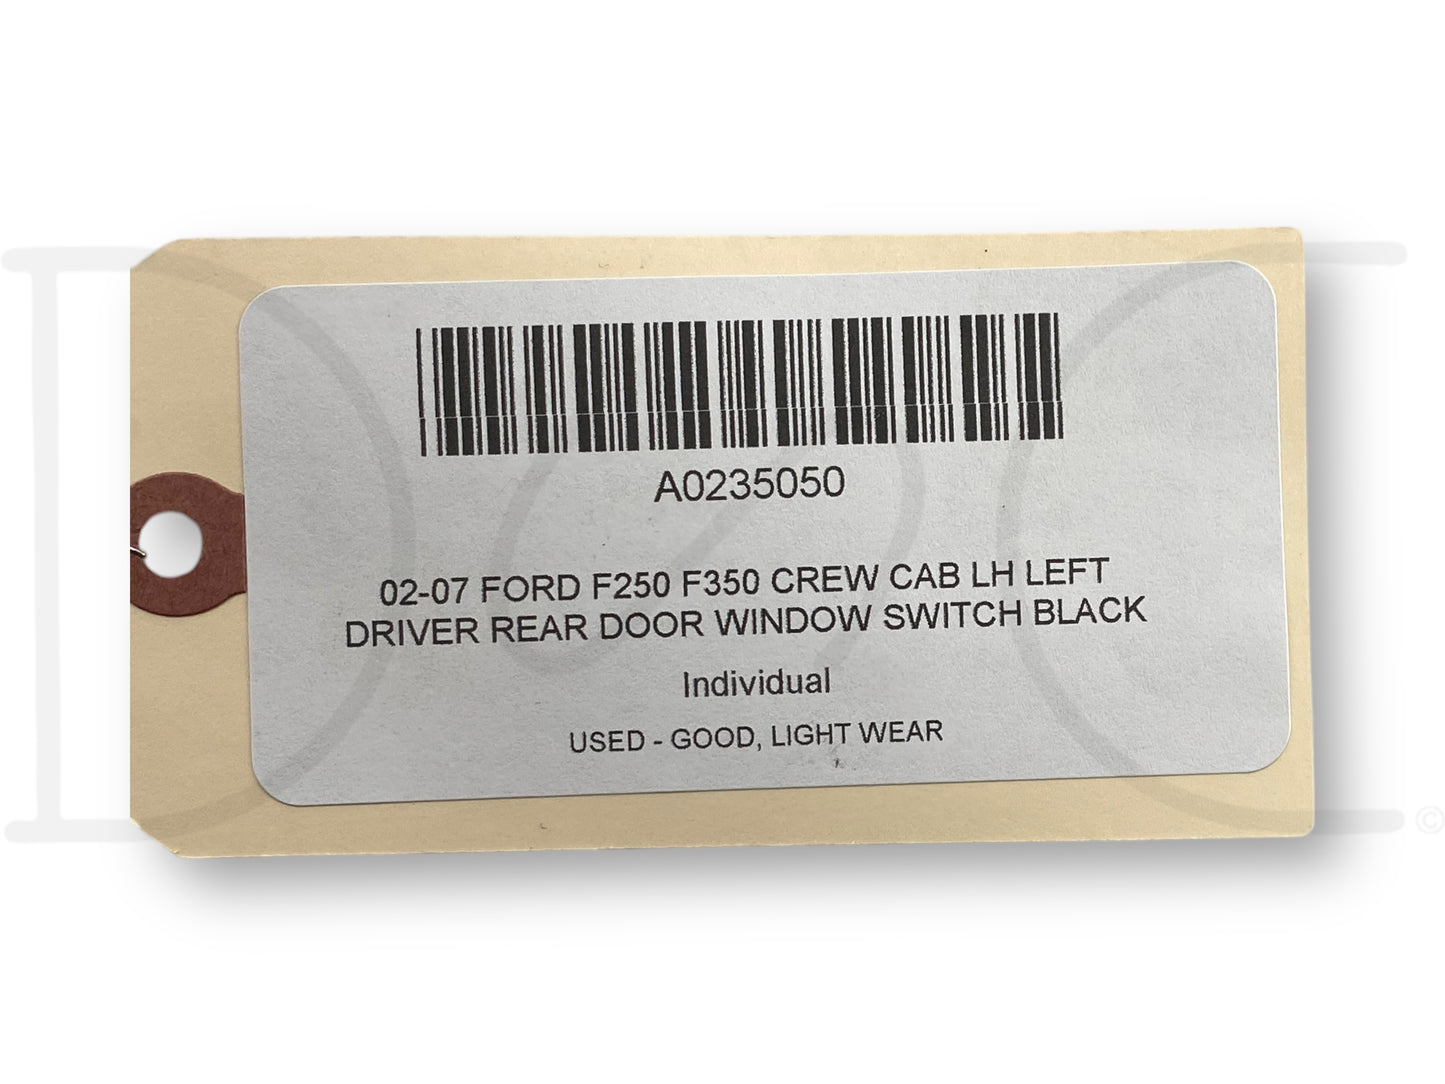 A0235050
02-07 FORD F250 F350 CREW CAB LH LEFT
DRIVER REAR DOOR WINDOW SWITCH BLACK
Individual
USED - GOOD, LIGHT WEAR
©